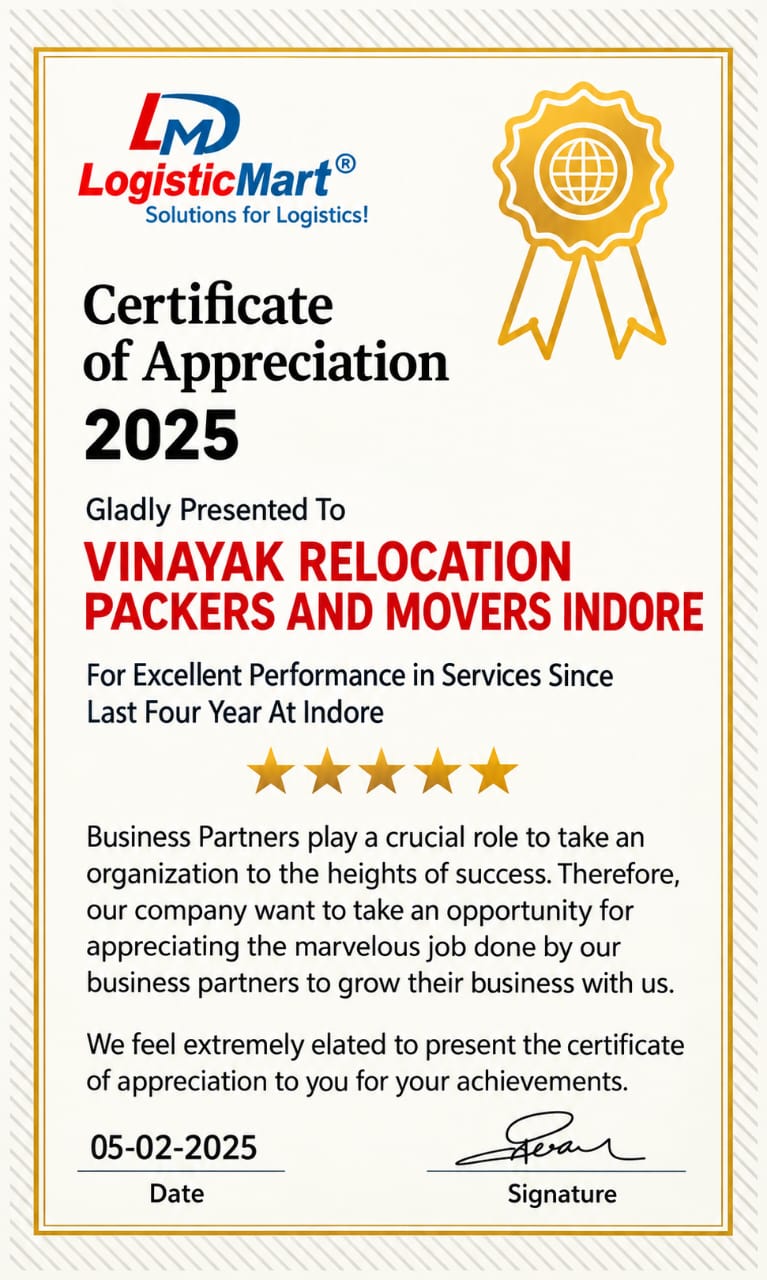 LMD
LogisticMart®
Solutions for Logistics!
Certificate
of Appreciation
2025
Gladly Presented To
VINAYAK RELOCATION
PACKERS AND MOVERS INDORE
For Excellent Performance in Services Since
Last Four Year At Indore
Business Partners play a crucial role to take an
organization to the heights of success. Therefore,
our company want to take an opportunity for
appreciating the marvelous job done by our
business partners to grow their business with us.
We feel extremely elated to present the certificate
of appreciation to you for your achievements.
05-02-2025
Date
Signature